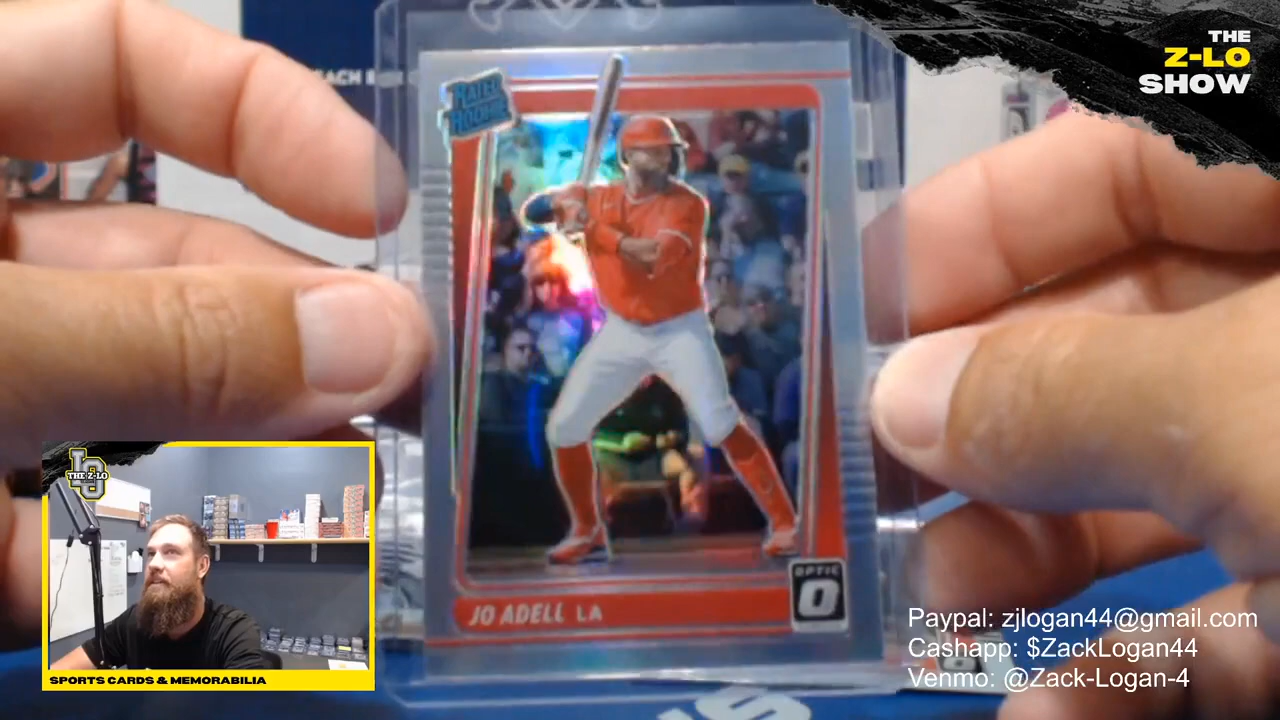 THE
Z-LO
SHOW
RATED
ROOKIE
JO ADELL LA
OPTIC
O
THE Z-LO
SPORTS CARDS & MEMORABILIA
Paypal: zjlogan44@gmail.com
Cashapp: $ZackLogan44
Venmo: @Zack-Logan-4